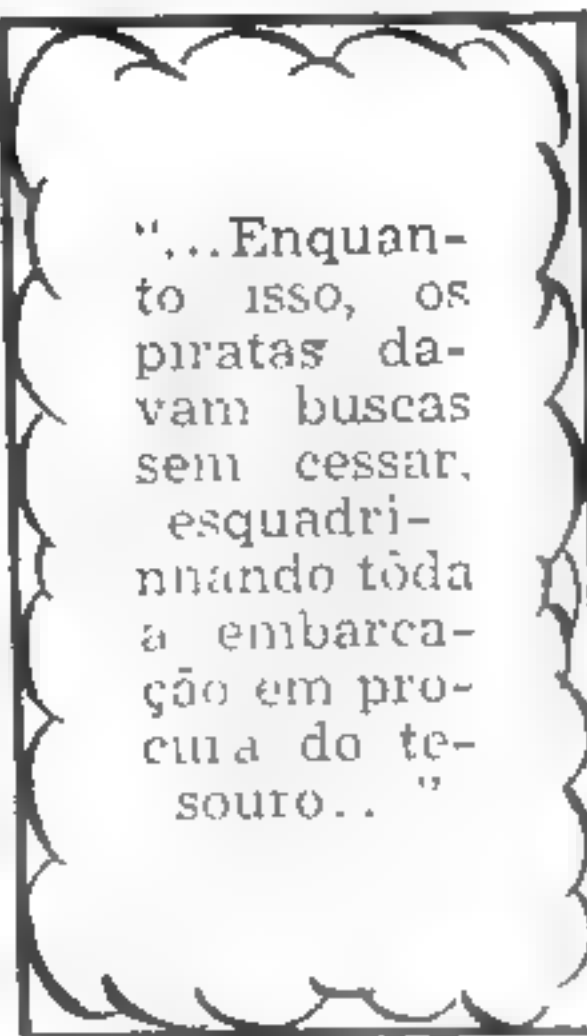 "...Enquan-
to isso, os
piratas da-
vam buscas
sem cessar,
esquadri-
nhando tôda
a embarca-
ção em pro-
cura do te-
souro.. "